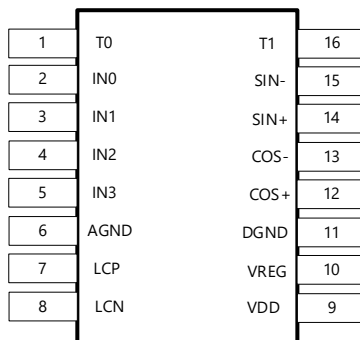 1 T0 T1 16
2 IN0 SIN- 15
3 IN1 SIN+ 14
4 IN2 COS- 13
5 IN3 COS+ 12
6 AGND DGND 11
7 LCP VREG 10
8 LCN VDD 9